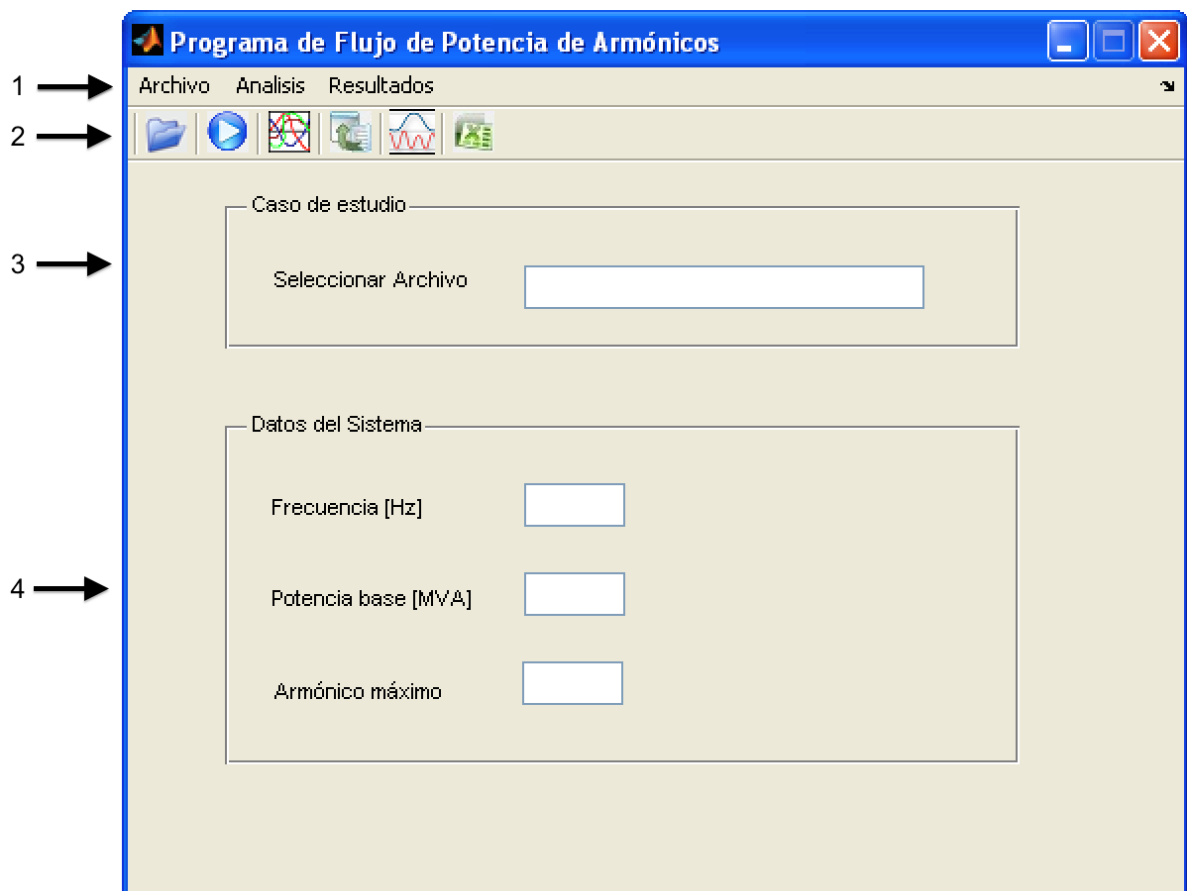 Programa de Flujo de Potencia de Armónicos
1
Archivo Analisis Resultados
2
Caso de estudio
3
Seleccionar Archivo
Datos del Sistema
Frecuencia [Hz]
4
Potencia base [MVA]
Armónico máximo